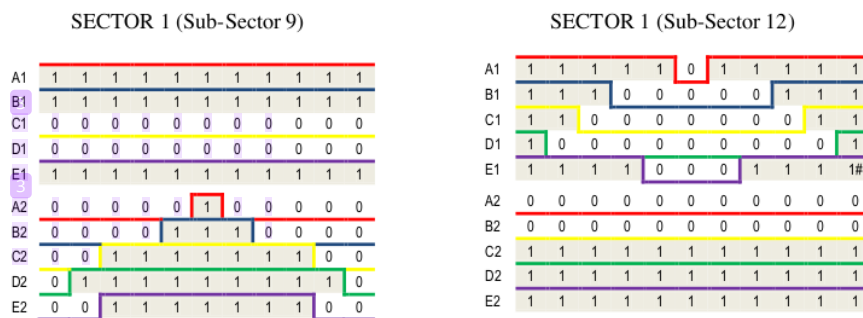 SECTOR 1 (Sub-Sector 9)
A1 1 1 1 1 1 1 1 1 1 1 1
B1 1 1 1 1 1 1 1 1 1 1 1
C1 0 0 0 0 0 0 0 0 0 0 0
D1 0 0 0 0 0 0 0 0 0 0 0
E1 1 1 1 1 1 1 1 1 1 1 1
3
A2 0 0 0 0 0 1 0 0 0 0 0
B2 0 0 0 0 1 1 1 0 0 0 0
C2 0 0 1 1 1 1 1 1 1 0 0
D2 0 1 1 1 1 1 1 1 1 1 0
E2 0 0 1 1 1 1 1 1 1 0 0
SECTOR 1 (Sub-Sector 12)
A1 1 1 1 1 1 0 1 1 1 1 1
B1 1 1 1 0 0 0 0 0 1 1 1
C1 1 1 0 0 0 0 0 0 0 1 1
D1 1 0 0 0 0 0 0 0 0 0 1
E1 1 1 1 1 0 0 0 1 1 1 1#
A2 0 0 0 0 0 0 0 0 0 0 0
B2 0 0 0 0 0 0 0 0 0 0 0
C2 1 1 1 1 1 1 1 1 1 1 1
D2 1 1 1 1 1 1 1 1 1 1 1
E2 1 1 1 1 1 1 1 1 1 1 1